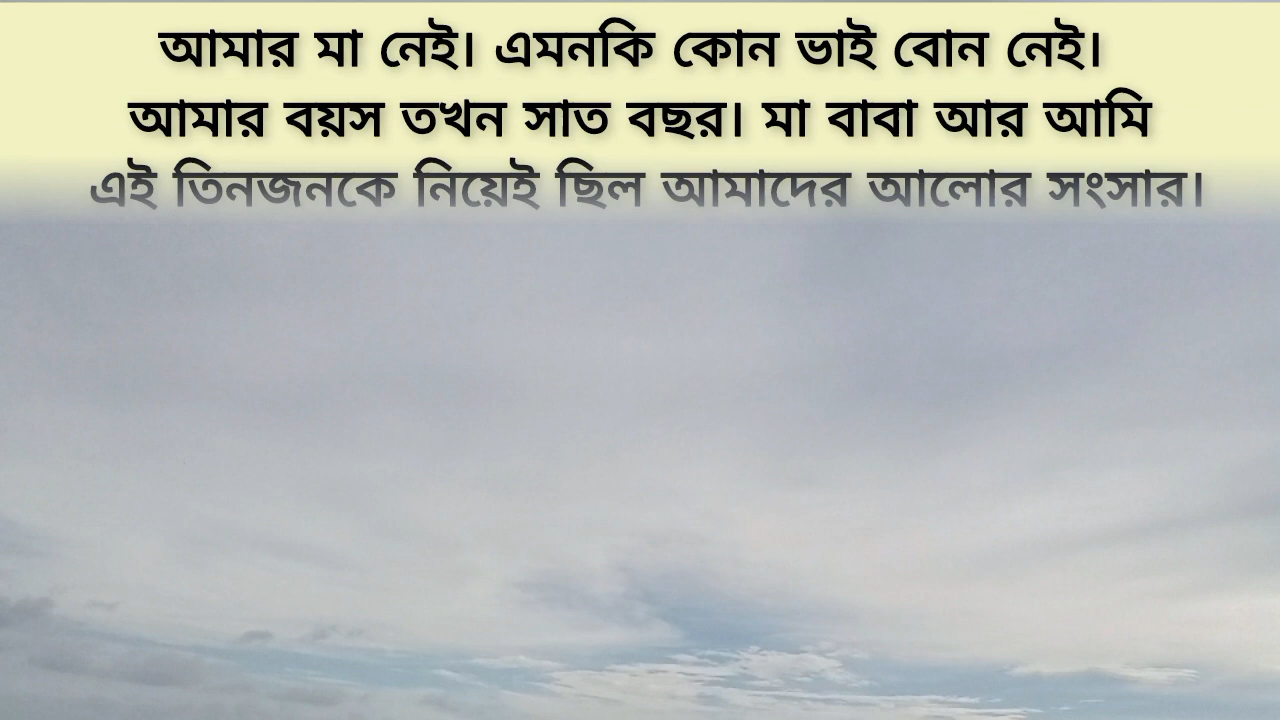 আমার মা নেই। এমনকি কোন ভাই বোন নেই।
আমার বয়স তখন সাত বছর। মা বাবা আর আমি
এই তিনজনকে নিয়েই ছিল আমাদের আলোর সংসার।